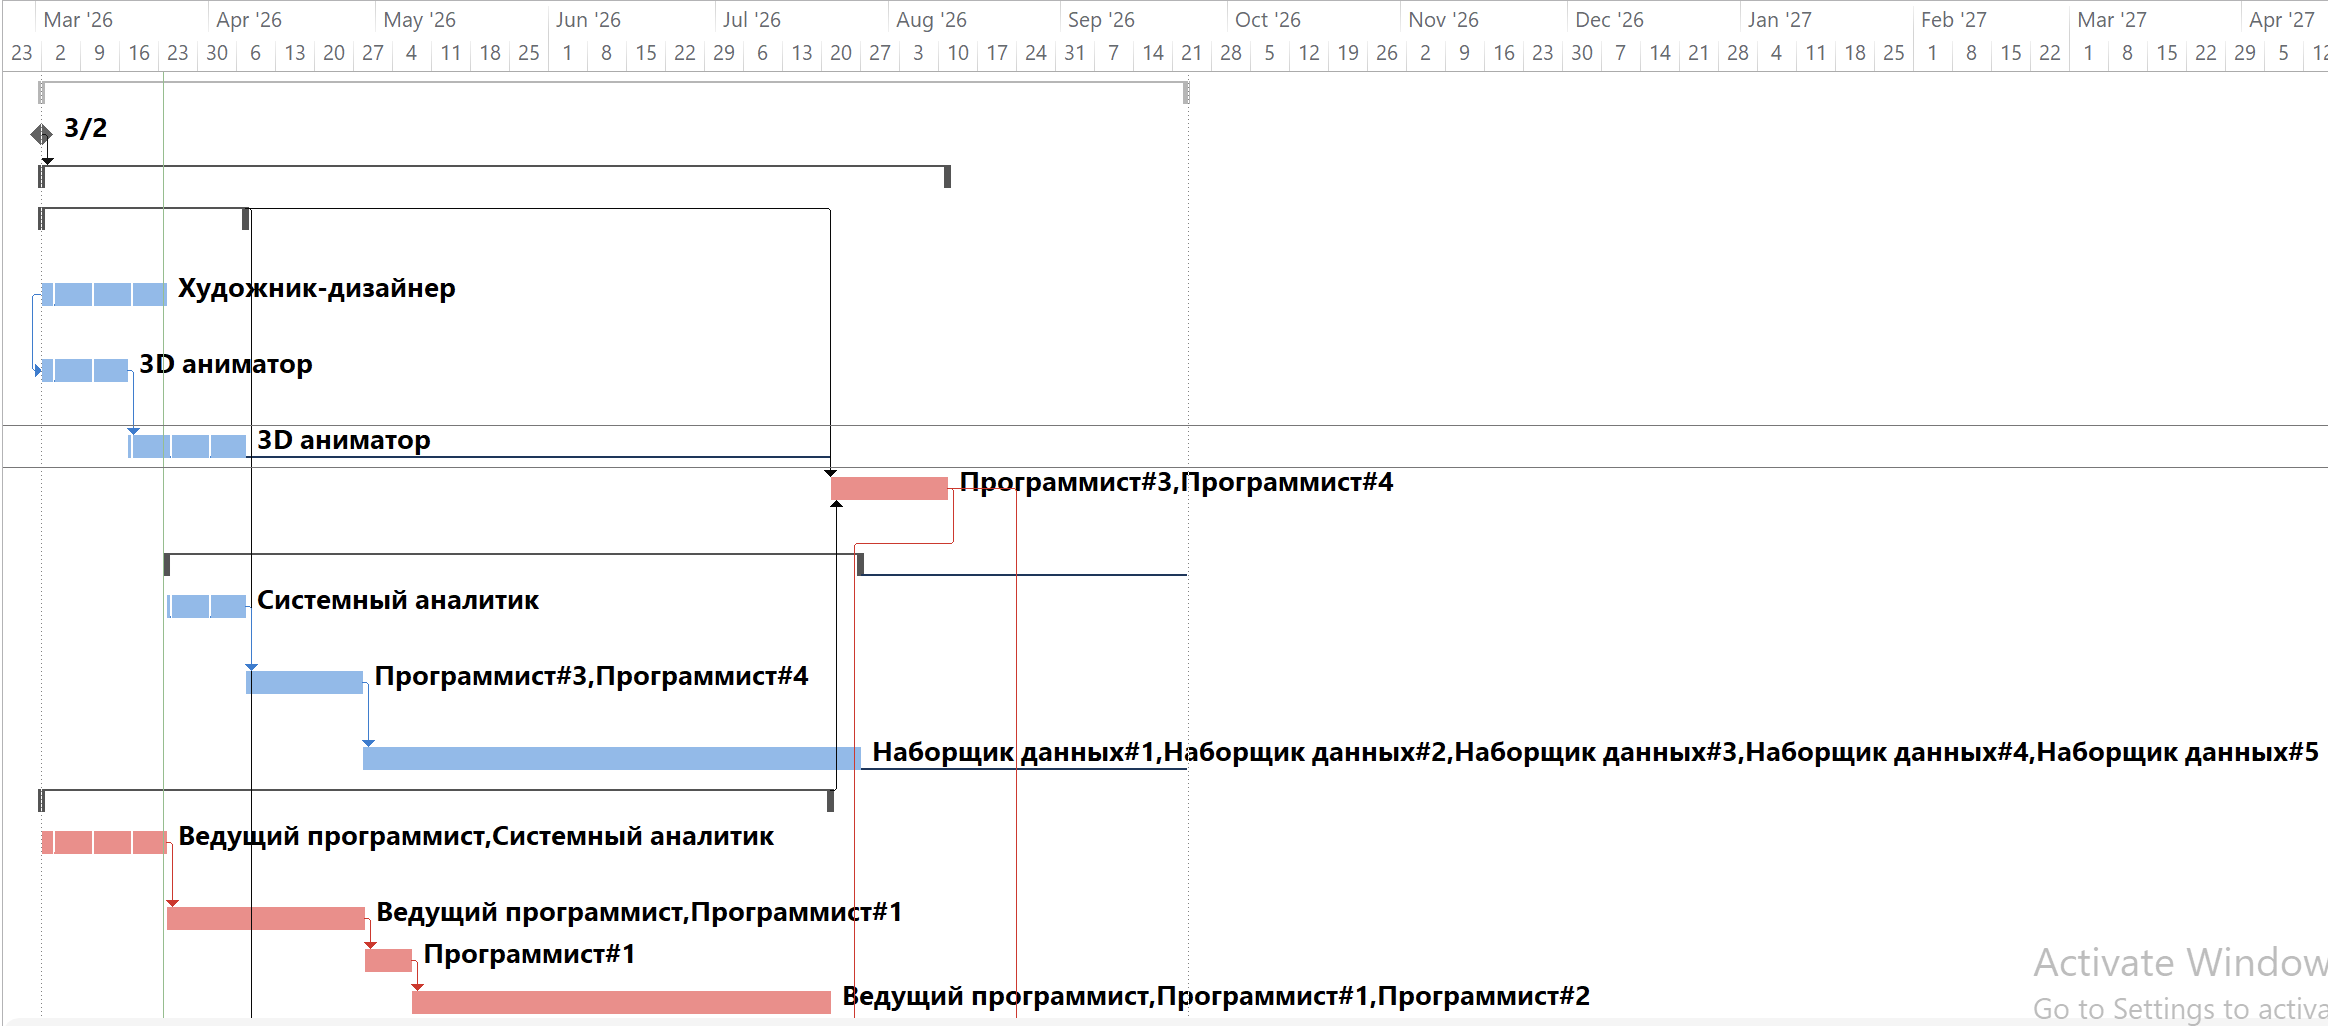 Mar '26 Apr '26 May '26 Jun '26 Jul '26 Aug '26 Sep '26 Oct '26 Nov '26 Dec '26 Jan '27 Feb '27 Mar '27 Apr '27
23 2 9 16 23 30 6 13 20 27 4 11 18 25 1 8 15 22 29 6 13 20 27 3 10 17 24 31 7 14 21 28 5 12 19 26 2 9 16 23 30 7 14 21 28 4 11 18 25 1 8 15 22 1 8 15 22 29 5 12
3/2
Художник-дизайнер
3D аниматор
3D аниматор
Программист#3,Программист#4
Системный аналитик
Программист#3,Программист#4
Наборщик данных#1,Наборщик данных#2,Наборщик данных#3,Наборщик данных#4,Наборщик данных#5
Ведущий программист,Системный аналитик
Ведущий программист,Программист#1
Программист#1
Activate Window
Ведущий программист,Программист#1,Программист#2
Go to Settings to activa